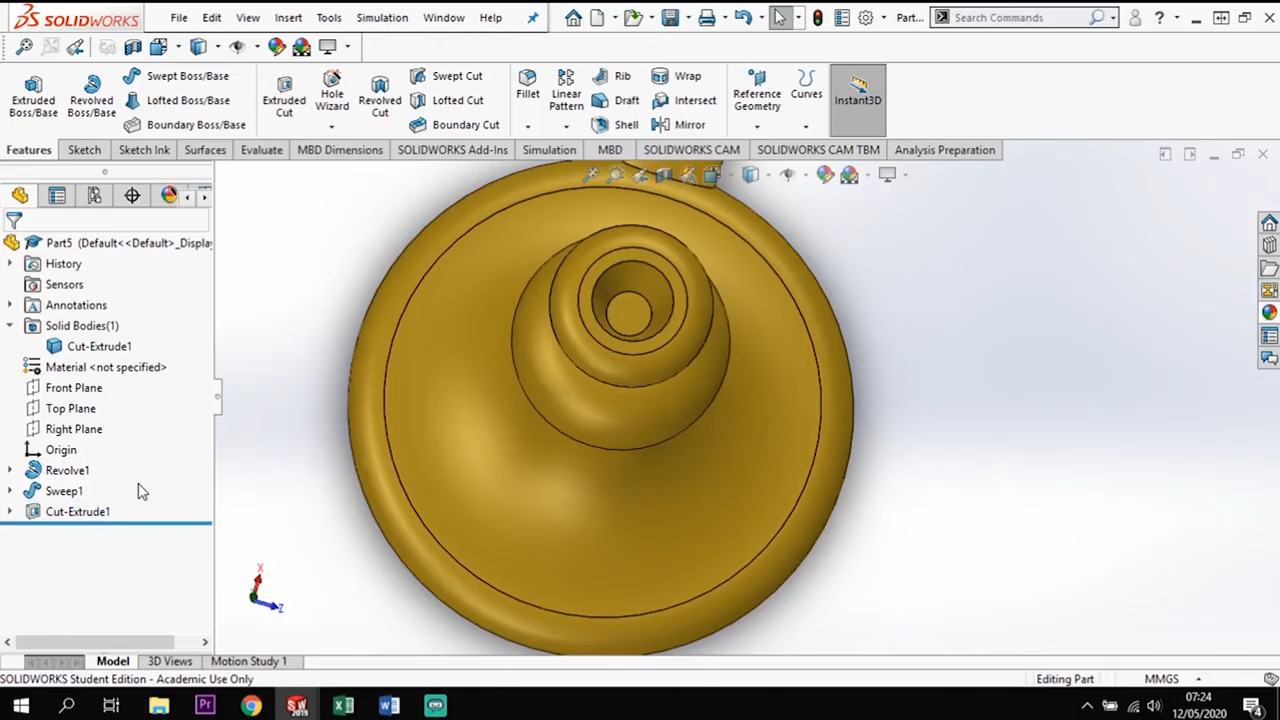 SOLIDWORKS File Edit View Insert Tools Simulation Window Help Part... Search Commands ?
Extruded Boss/Base
Revolved Boss/Base
Swept Boss/Base
Lofted Boss/Base
Boundary Boss/Base
Extruded Cut
Hole Wizard
Revolved Cut
Swept Cut
Lofted Cut
Boundary Cut
Fillet
Linear Pattern
Rib
Draft
Shell
Wrap
Intersect
Mirror
Reference Geometry
Curves
Instant3D
Features Sketch Sketch Ink Surfaces Evaluate MBD Dimensions SOLIDWORKS Add-Ins Simulation MBD SOLIDWORKS CAM SOLIDWORKS CAM TBM Analysis Preparation
Part5 (Default<<Default>_Displa
History
Sensors
Annotations
Solid Bodies(1)
Cut-Extrude1
Material <not specified>
Front Plane
Top Plane
Right Plane
Origin
Revolve1
Sweep1
Cut-Extrude1
X
Z
Model 3D Views Motion Study 1
SOLIDWORKS Student Edition - Academic Use Only Editing Part MMGS
Pr SW 2019 07:24
12/05/2020 4